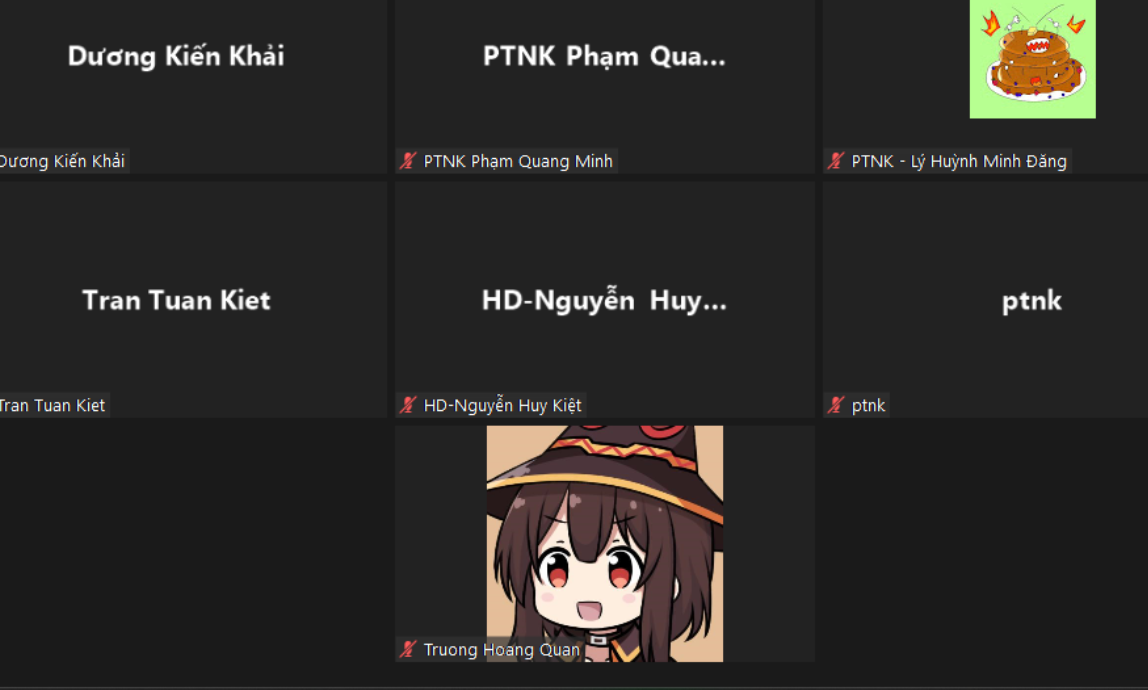 Dương Kiến Khải
PTNK Phạm Qua...
Dương Kiến Khải
PTNK Phạm Quang Minh
PTNK - Lý Huỳnh Minh Đăng
Tran Tuan Kiet
HD-Nguyễn Huy...
ptnk
Tran Tuan Kiet
HD-Nguyễn Huy Kiệt
ptnk
Truong Hoang Quan